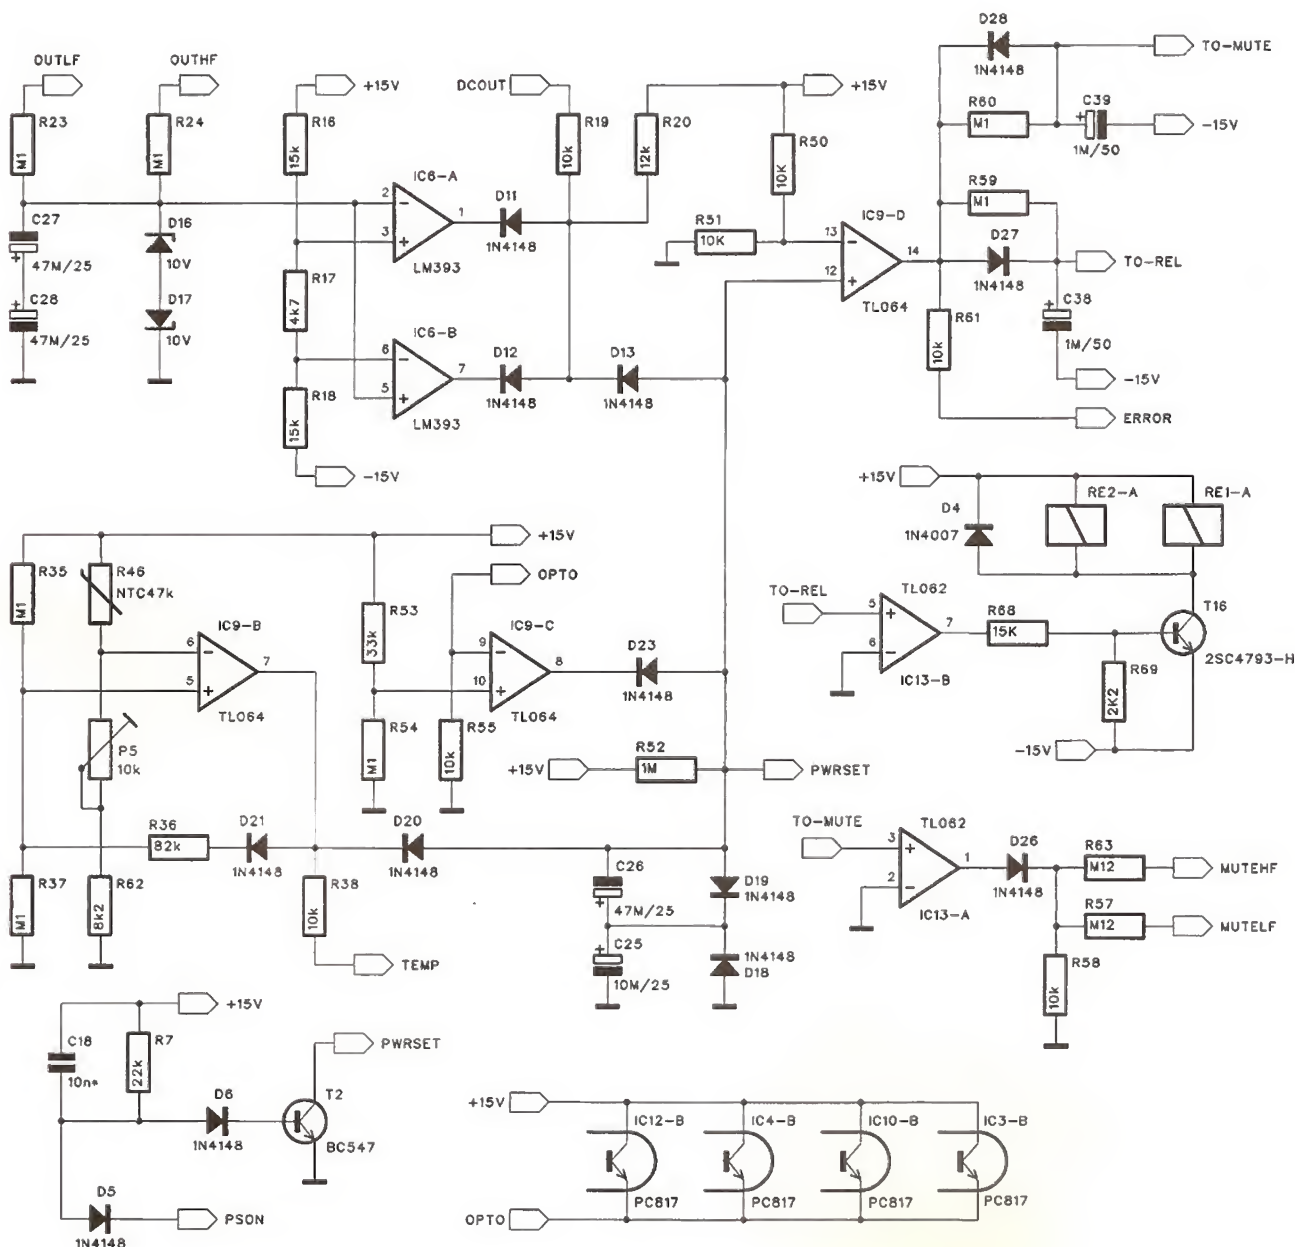 OUTLF
OUTHF
+15V
DCOUT
+15V
D28
1N4148
TO-MUTE
R23
M1
R24
M1
R16
15k
R19
10k
R20
12k
R50
10K
R60
M1
C39
+
1M/50
-15V
C27
+
47M/25
C28
+
47M/25
D16
10V
D17
10V
IC6-A
2
-
3
+
1
LM393
D11
1N4148
R51
10K
IC9-D
13
-
12
+
14
TL064
R59
M1
D27
1N4148
TO-REL
R17
4k7
R18
15k
-15V
IC6-B
6
-
5
+
7
LM393
D12
1N4148
D13
1N4148
R61
10k
C38
+
1M/50
-15V
ERROR
+15V
D4
1N4007
RE2-A
RE1-A
+15V
R35
M1
R46
NTC47k
OPTO
R53
33k
IC9-B
6
-
5
+
7
TL064
IC9-C
9
-
10
+
8
TL064
D23
1N4148
TO-REL
TL062
5
+
6
-
7
IC13-B
R68
15K
T16
2SC4793-H
R69
2K2
-15V
P5
10k
R54
M1
R55
10k
+15V
R52
1M
PWRSET
R36
82k
D21
1N4148
D20
1N4148
TO-MUTE
TL062
3
+
2
-
1
IC13-A
D26
1N4148
R63
M12
MUTEHF
R57
M12
MUTELF
R58
10k
R37
M1
R62
8k2
R38
10k
TEMP
C26
+
47M/25
C25
+
10M/25
D19
1N4148
1N4148
D18
+15V
C18
10n*
R7
22k
PWRSET
D6
1N4148
T2
BC547
D5
1N4148
PSON
+15V
IC12-B
IC4-B
IC10-B
IC3-B
PC817
PC817
PC817
PC817
OPTO